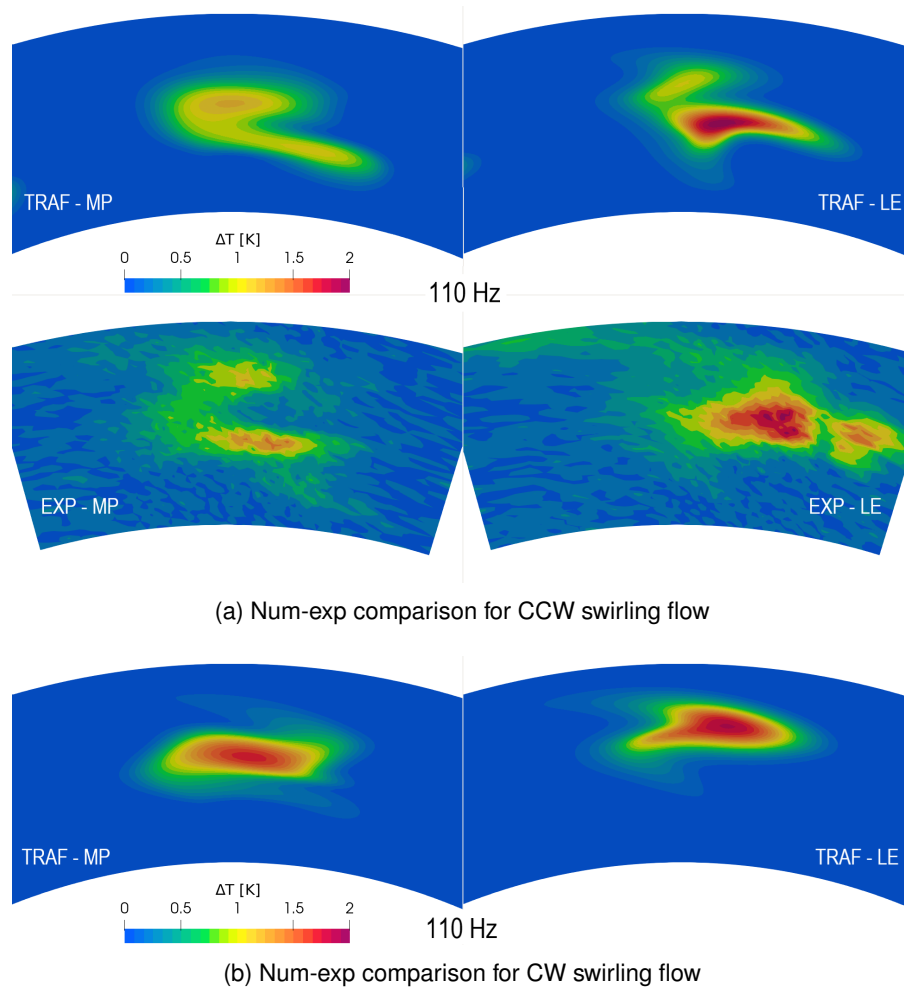 TRAF - MP
TRAF - LE
ΔT [K]
0 0.5 1 1.5 2
110 Hz
EXP - MP
EXP - LE
(a) Num-exp comparison for CCW swirling flow
TRAF - MP
TRAF - LE
ΔT [K]
0 0.5 1 1.5 2
110 Hz
(b) Num-exp comparison for CW swirling flow